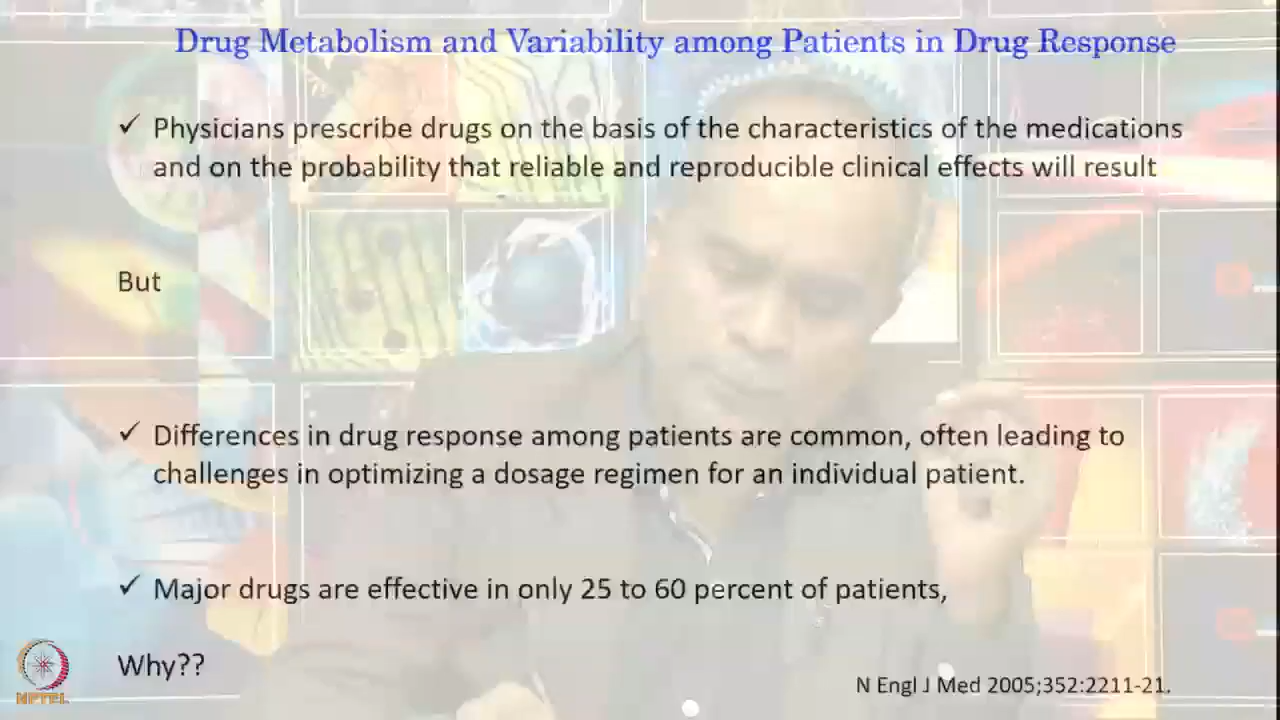 Drug Metabolism and Variability among Patients in Drug Response
✓ Physicians prescribe drugs on the basis of the characteristics of the medications
and on the probability that reliable and reproducible clinical effects will result
But
✓ Differences in drug response among patients are common, often leading to
challenges in optimizing a dosage regimen for an individual patient.
✓ Major drugs are effective in only 25 to 60 percent of patients,
Why??
N Engl J Med 2005;352:2211-21.
NPTEL